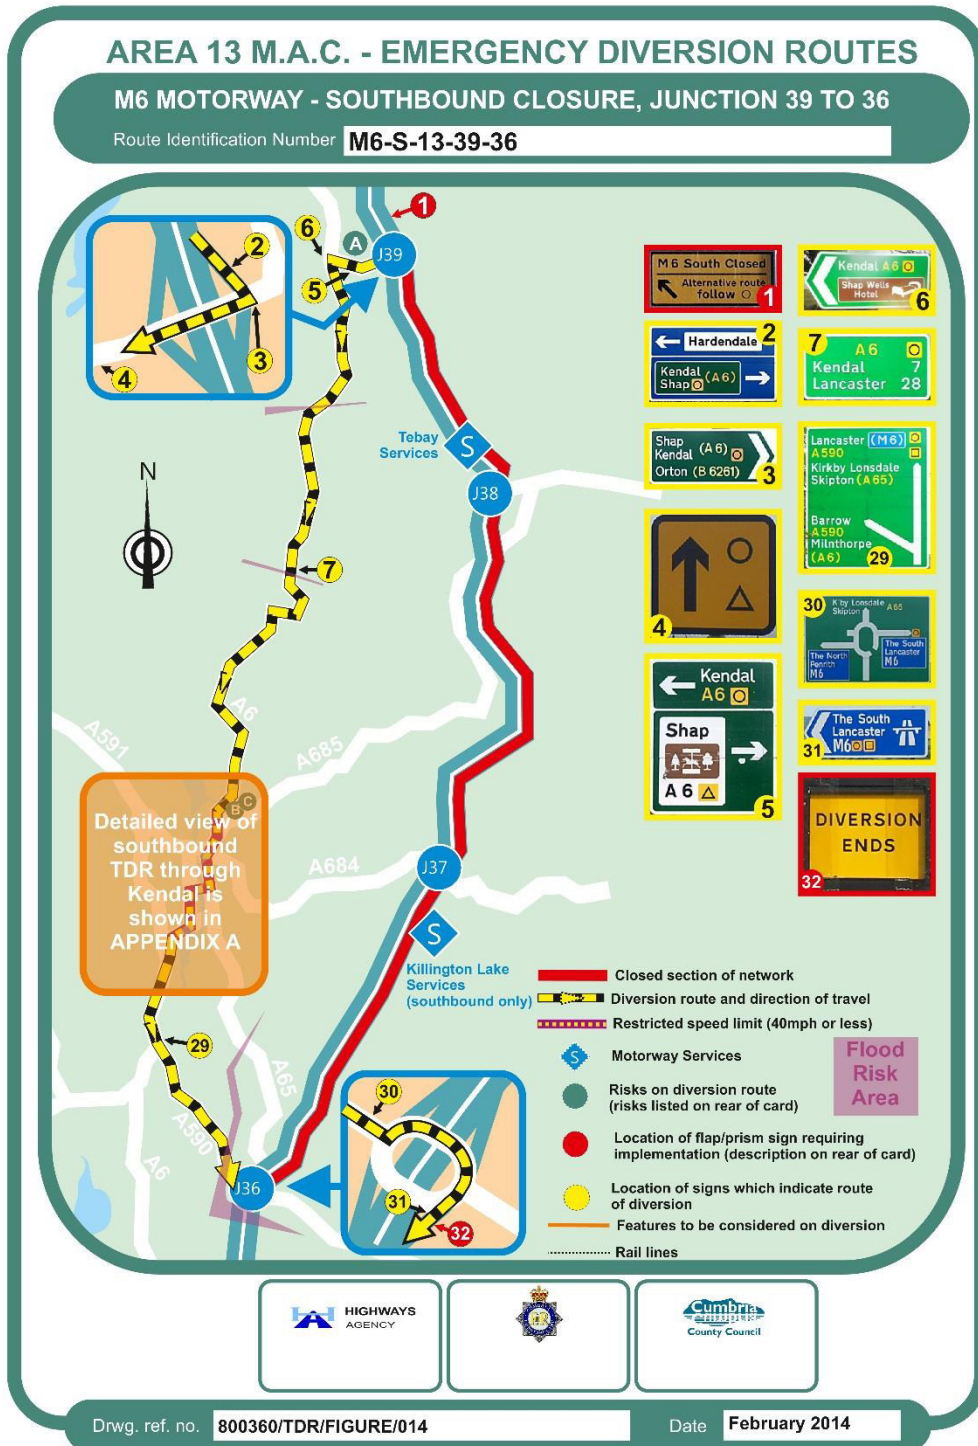 AREA 13 M.A.C. - EMERGENCY DIVERSION ROUTES
M6 MOTORWAY - SOUTHBOUND CLOSURE, JUNCTION 39 TO 36
Route Identification Number M6-S-13-39-36
1
2
3
4
6
A
5
J39
Tebay
Services
S
J38
N
7
A6
A591
A685
B
C
Detailed view of
southbound
TDR through
Kendal is
shown in
APPENDIX A
A684
J37
S
Killington Lake
Services
(southbound only)
29
A65
A590
A6
J36
30
31
32
M6 South Closed
Alternative route
follow
1
Hardendale
2
Kendal
Shap (A6)
Shap
Kendal (A6)
Orton (B 6261)
3
4
Kendal
A6
Shap
A 6
5
Kendal A6
Shap Wells
Hotel
6
7
A6
Kendal 7
Lancaster 28
Lancaster (M6)
A590
Kirkby Lonsdale
Skipton (A65)
Barrow
A590
Milnthorpe
(A6)
29
30
K'by Lonsdale
Skipton A65
The North
Penrith
M6
The South
Lancaster
M6
The South
Lancaster
M6
31
DIVERSION
ENDS
32
Closed section of network
Diversion route and direction of travel
Restricted speed limit (40mph or less)
S Motorway Services
Risks on diversion route
(risks listed on rear of card)
Flood
Risk
Area
Location of flap/prism sign requiring
implementation (description on rear of card)
Location of signs which indicate route
of diversion
Features to be considered on diversion
Rail lines
HIGHWAYS
AGENCY
Cumbria
County Council
Drwg. ref. no. 800360/TDR/FIGURE/014
Date February 2014